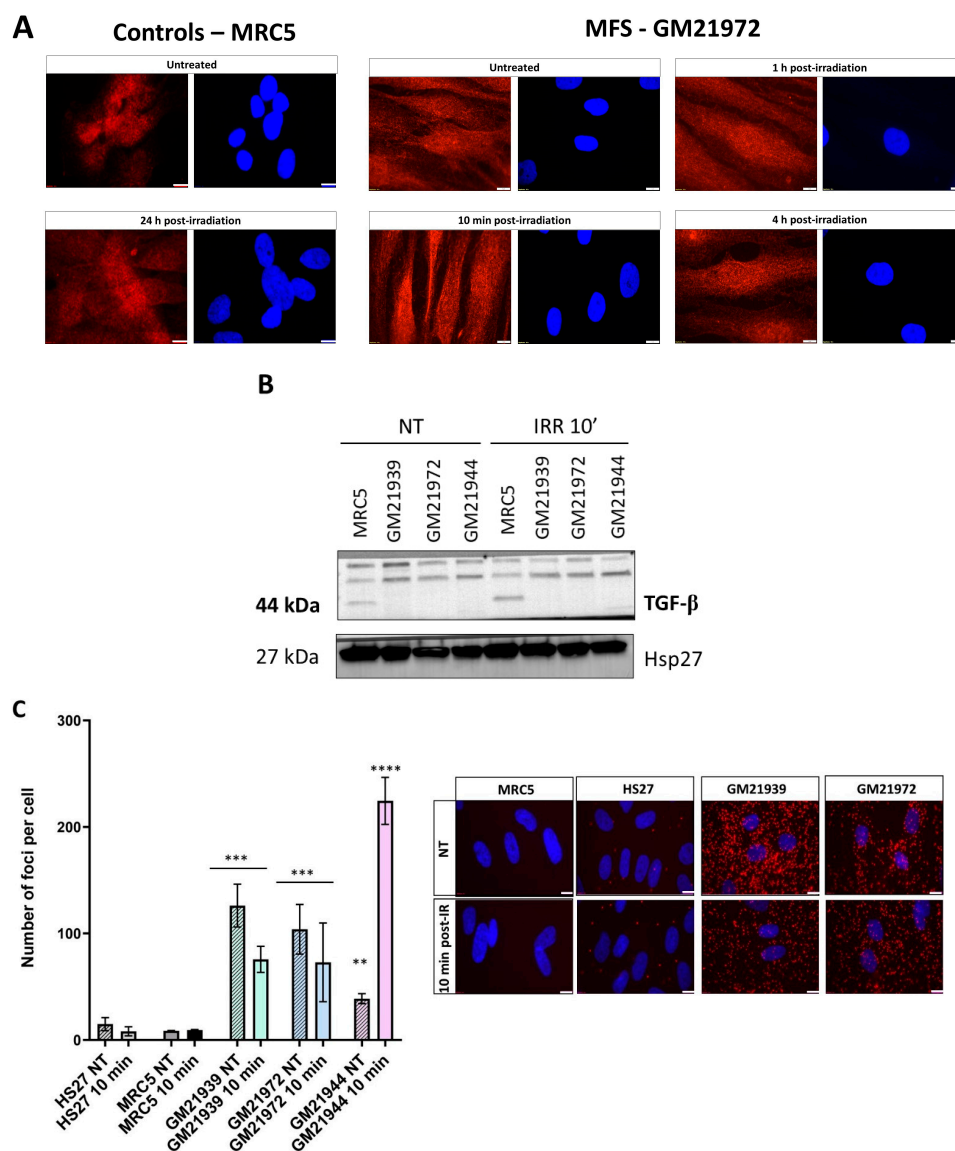 A
Controls – MRC5
MFS - GM21972
Untreated
Untreated
1 h post-irradiation
24 h post-irradiation
10 min post-irradiation
4 h post-irradiation
B
NT
IRR 10’
MRC5
GM21939
GM21972
GM21944
MRC5
GM21939
GM21972
GM21944
44 kDa
TGF-β
27 kDa
Hsp27
C
Number of foci per cell
300
200
100
0
***
***
**
****
HS27 NT
HS27 10 min
MRC5 NT
MRC5 10 min
GM21939 NT
GM21939 10 min
GM21972 NT
GM21972 10 min
GM21944 NT
GM21944 10 min
MRC5
HS27
GM21939
GM21972
NT
10 min post-IR